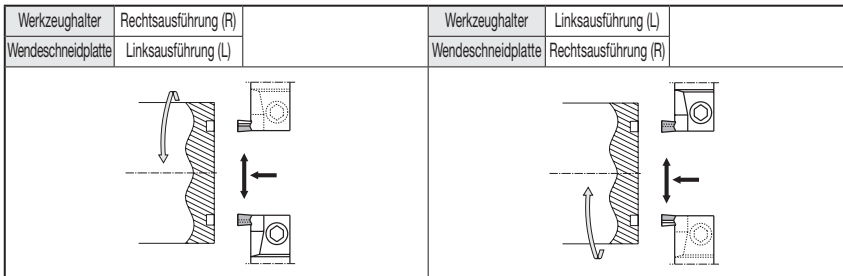 Werkzeughalter Rechtsausführung (R)
Wendeschneidplatte Linksausführung (L)
Werkzeughalter Linksausführung (L)
Wendeschneidplatte Rechtsausführung (R)